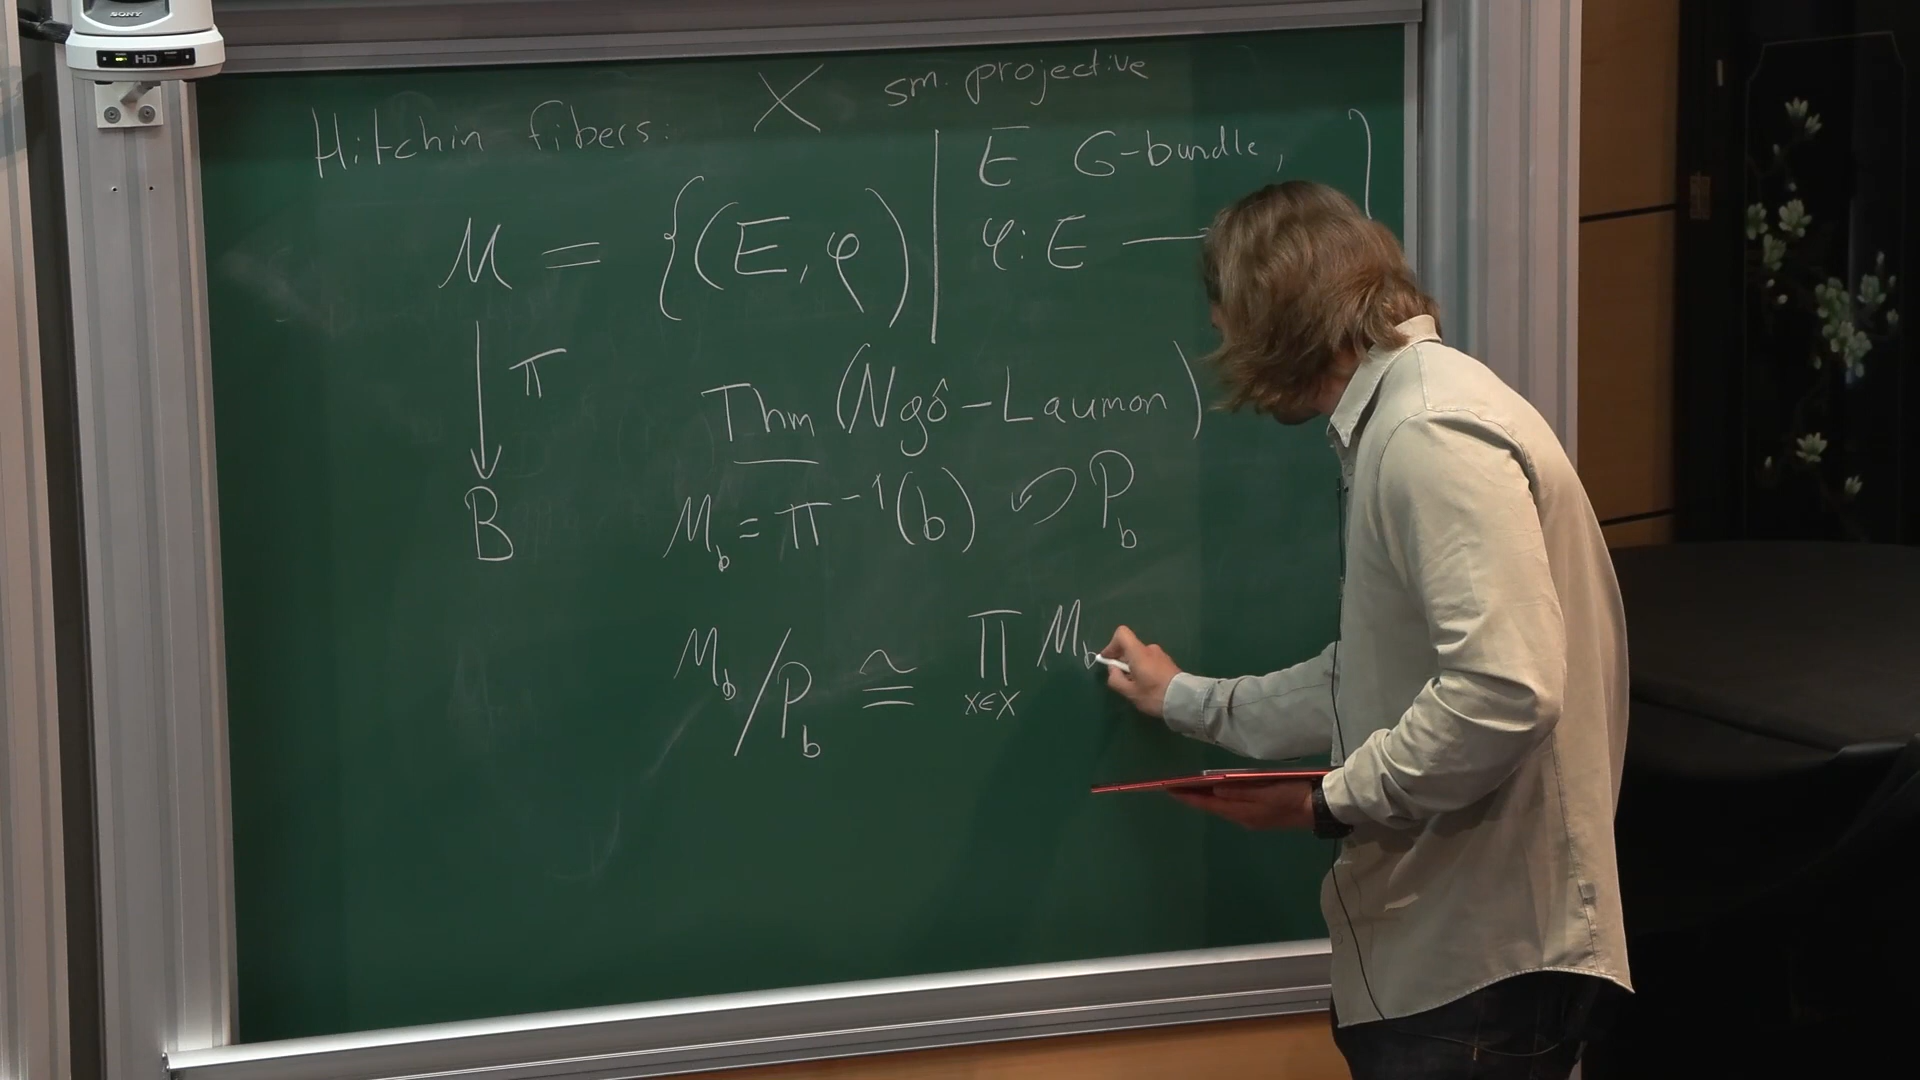 SONY
HD
Hitchin fibers: X sm. projective
M = {(E, φ) | E G-bundle,
φ: E —
π
B
Thm (Ngô-Laumon)
M_b = π^{-1}(b) ↺ P_b
M_b / P_b ≅ ∏_{x∈X} M_b